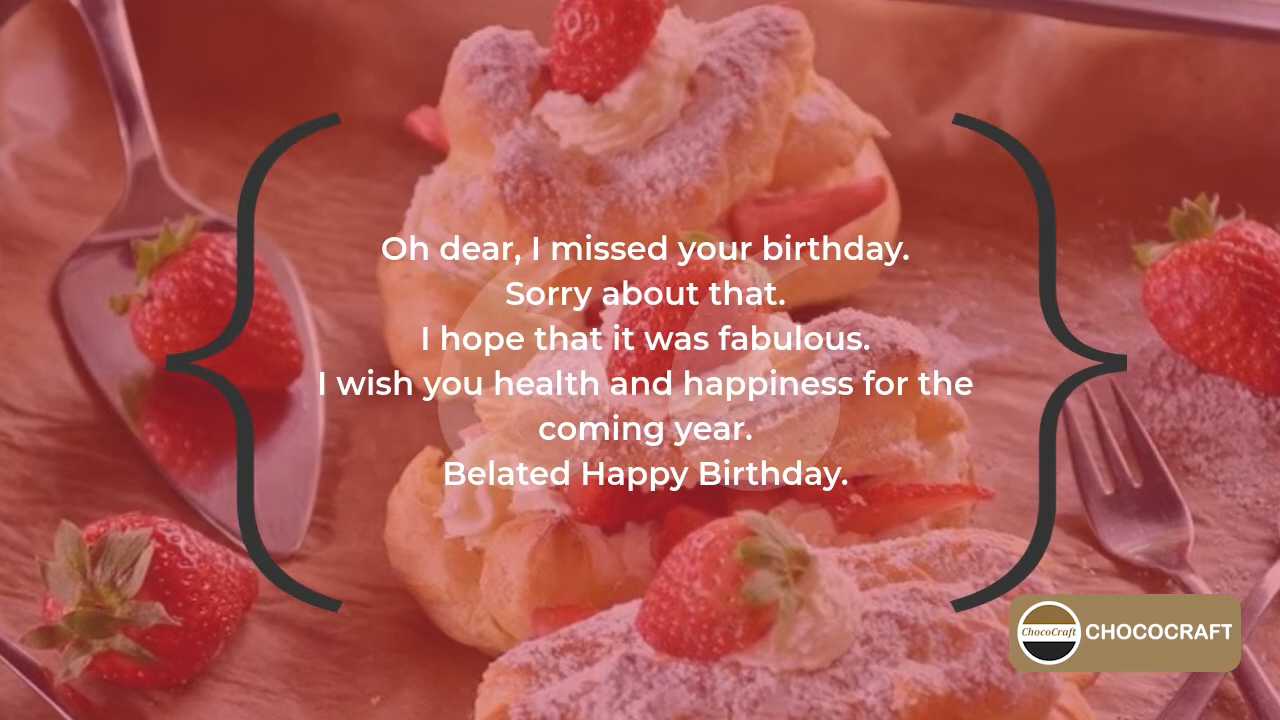 Oh dear, I missed your birthday.
Sorry about that.
I hope that it was fabulous.
I wish you health and happiness for the
coming year.
Belated Happy Birthday.
ChocoCraft CHOCOCRAFT